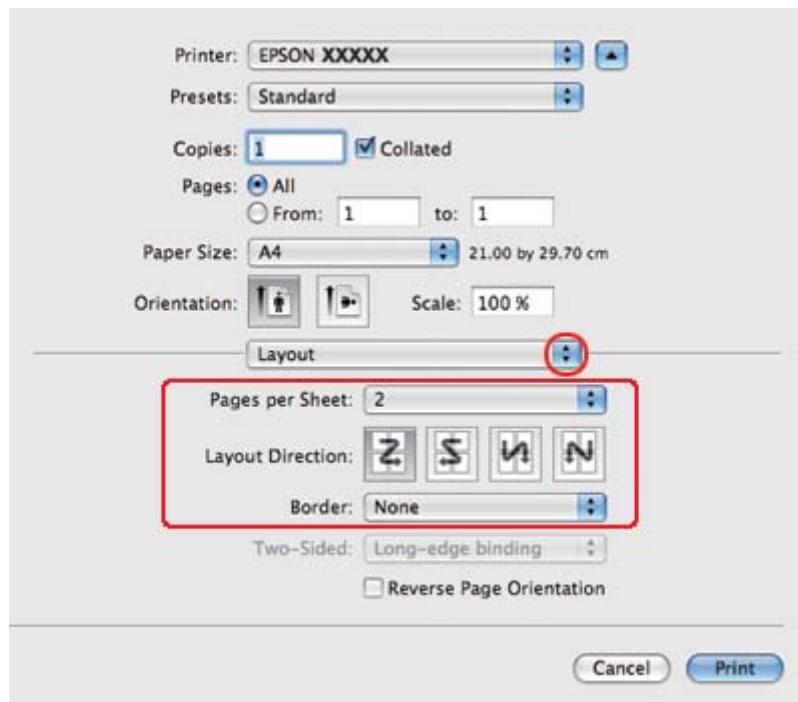 Printer: EPSON XXXXX
Presets: Standard
Copies: 1 Collated
Pages: All
From: 1 to: 1
Paper Size: A4 21.00 by 29.70 cm
Orientation: Scale: 100 %
Layout
Pages per Sheet: 2
Layout Direction:
Border: None
Two-Sided: Long-edge binding
Reverse Page Orientation
Cancel Print